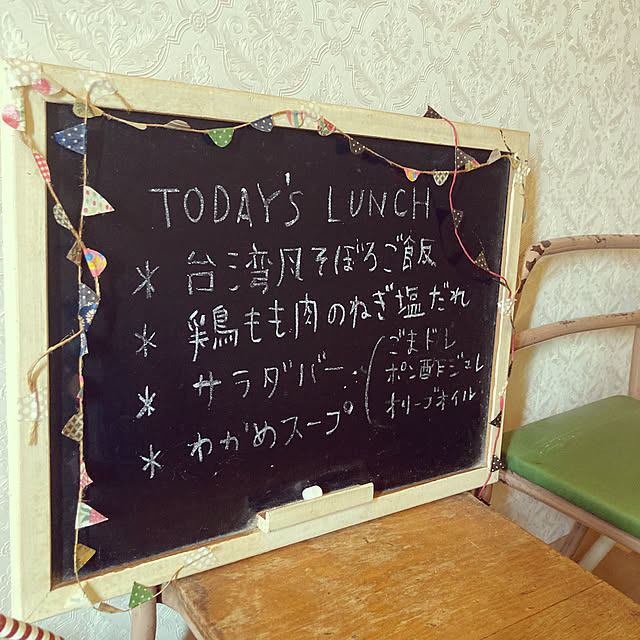 TODAY'S LUNCH
* 台湾風そぼろご飯
* 鶏もも肉のねぎ塩だれ
* サラダバー…(ごまドレ
ポン酢ジュレ
オリーブオイル
* わかめスープ